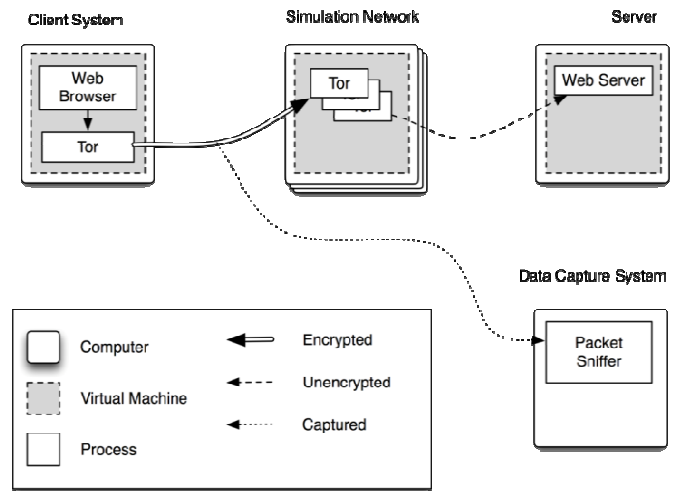 Client System
Simulation Network
Server
Web
Browser
Tor
Tor
Web Server
Data Capture System
Packet
Sniffer
Computer
Virtual Machine
Process
Encrypted
Unencrypted
Captured